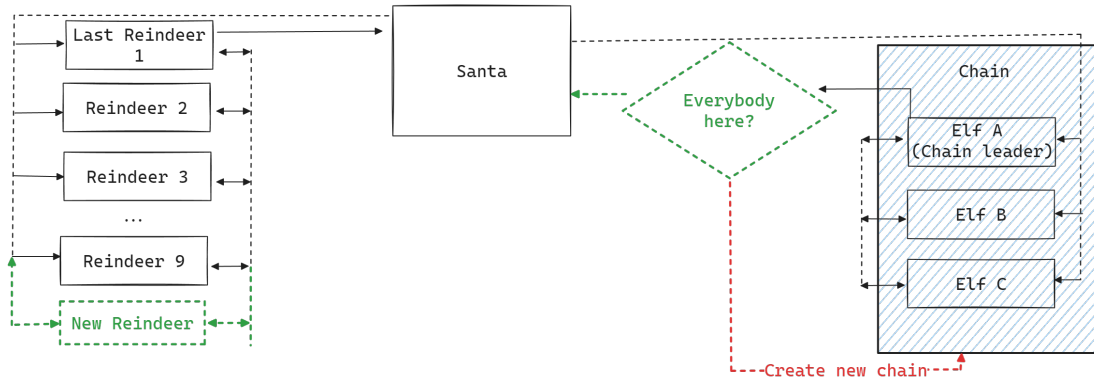 Last Reindeer
1
Reindeer 2
Reindeer 3
...
Reindeer 9
New Reindeer
Santa
Everybody
here?
Chain
Elf A
(Chain leader)
Elf B
Elf C
Create new chain